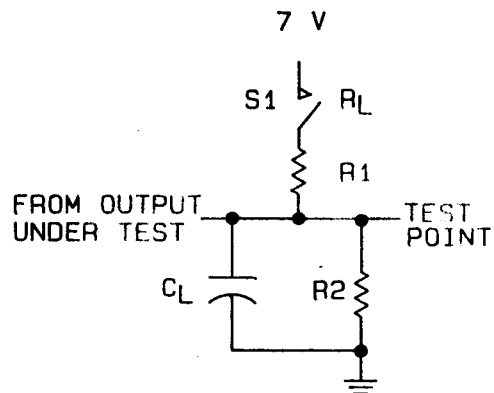 7 V
S1
RL
R1
FROM OUTPUT
UNDER TEST
TEST
POINT
CL
R2